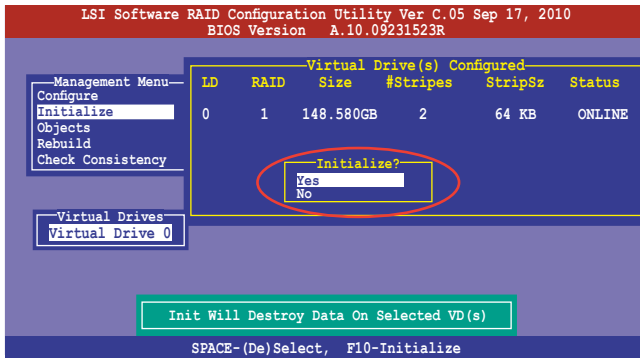 LSI Software RAID Configuration Utility Ver C.05 Sep 17, 2010
BIOS Version A.10.09231523R
Management Menu
Configure
Initialize
Objects
Rebuild
Check Consistency
Virtual Drive(s) Configured
LD RAID Size #Stripes StripSz Status
0 1 148.580GB 2 64 KB ONLINE
Initialize?
Yes
No
Virtual Drives
Virtual Drive 0
Init Will Destroy Data On Selected VD(s)
SPACE-(De)Select, F10-Initialize